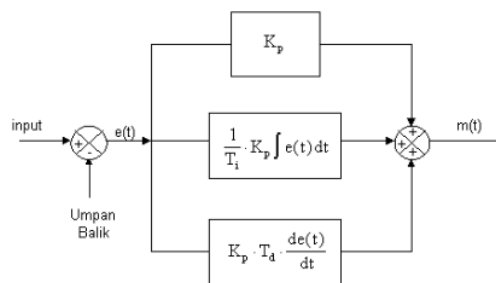 K_p
input
+
-
e(t)
1/T_i · K_p ∫ e(t) dt
+
+
+
m(t)
Umpan
Balik
K_p · T_d · de(t)/dt